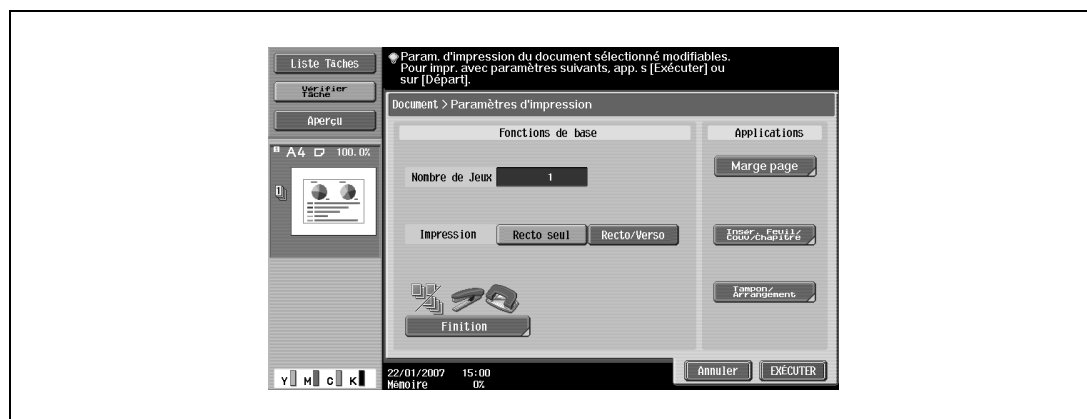 Liste Tâches
Vérifier
Tâche
Aperçu
A4 100.0%
1
Param. d'impression du document sélectionné modifiables.
Pour impr. avec paramètres suivants, app. s [Exécuter] ou
sur [Départ].
Document > Paramètres d'impression
Fonctions de base
Applications
Nombre de Jeux 1
Marge page
Impression Recto seul Recto/Verso
Insér. Feuil/
Couv/Chapitre
Tampon/
Arrangement
Finition
Annuler EXÉCUTER
Y M C K
22/01/2007 15:00
Mémoire 0%